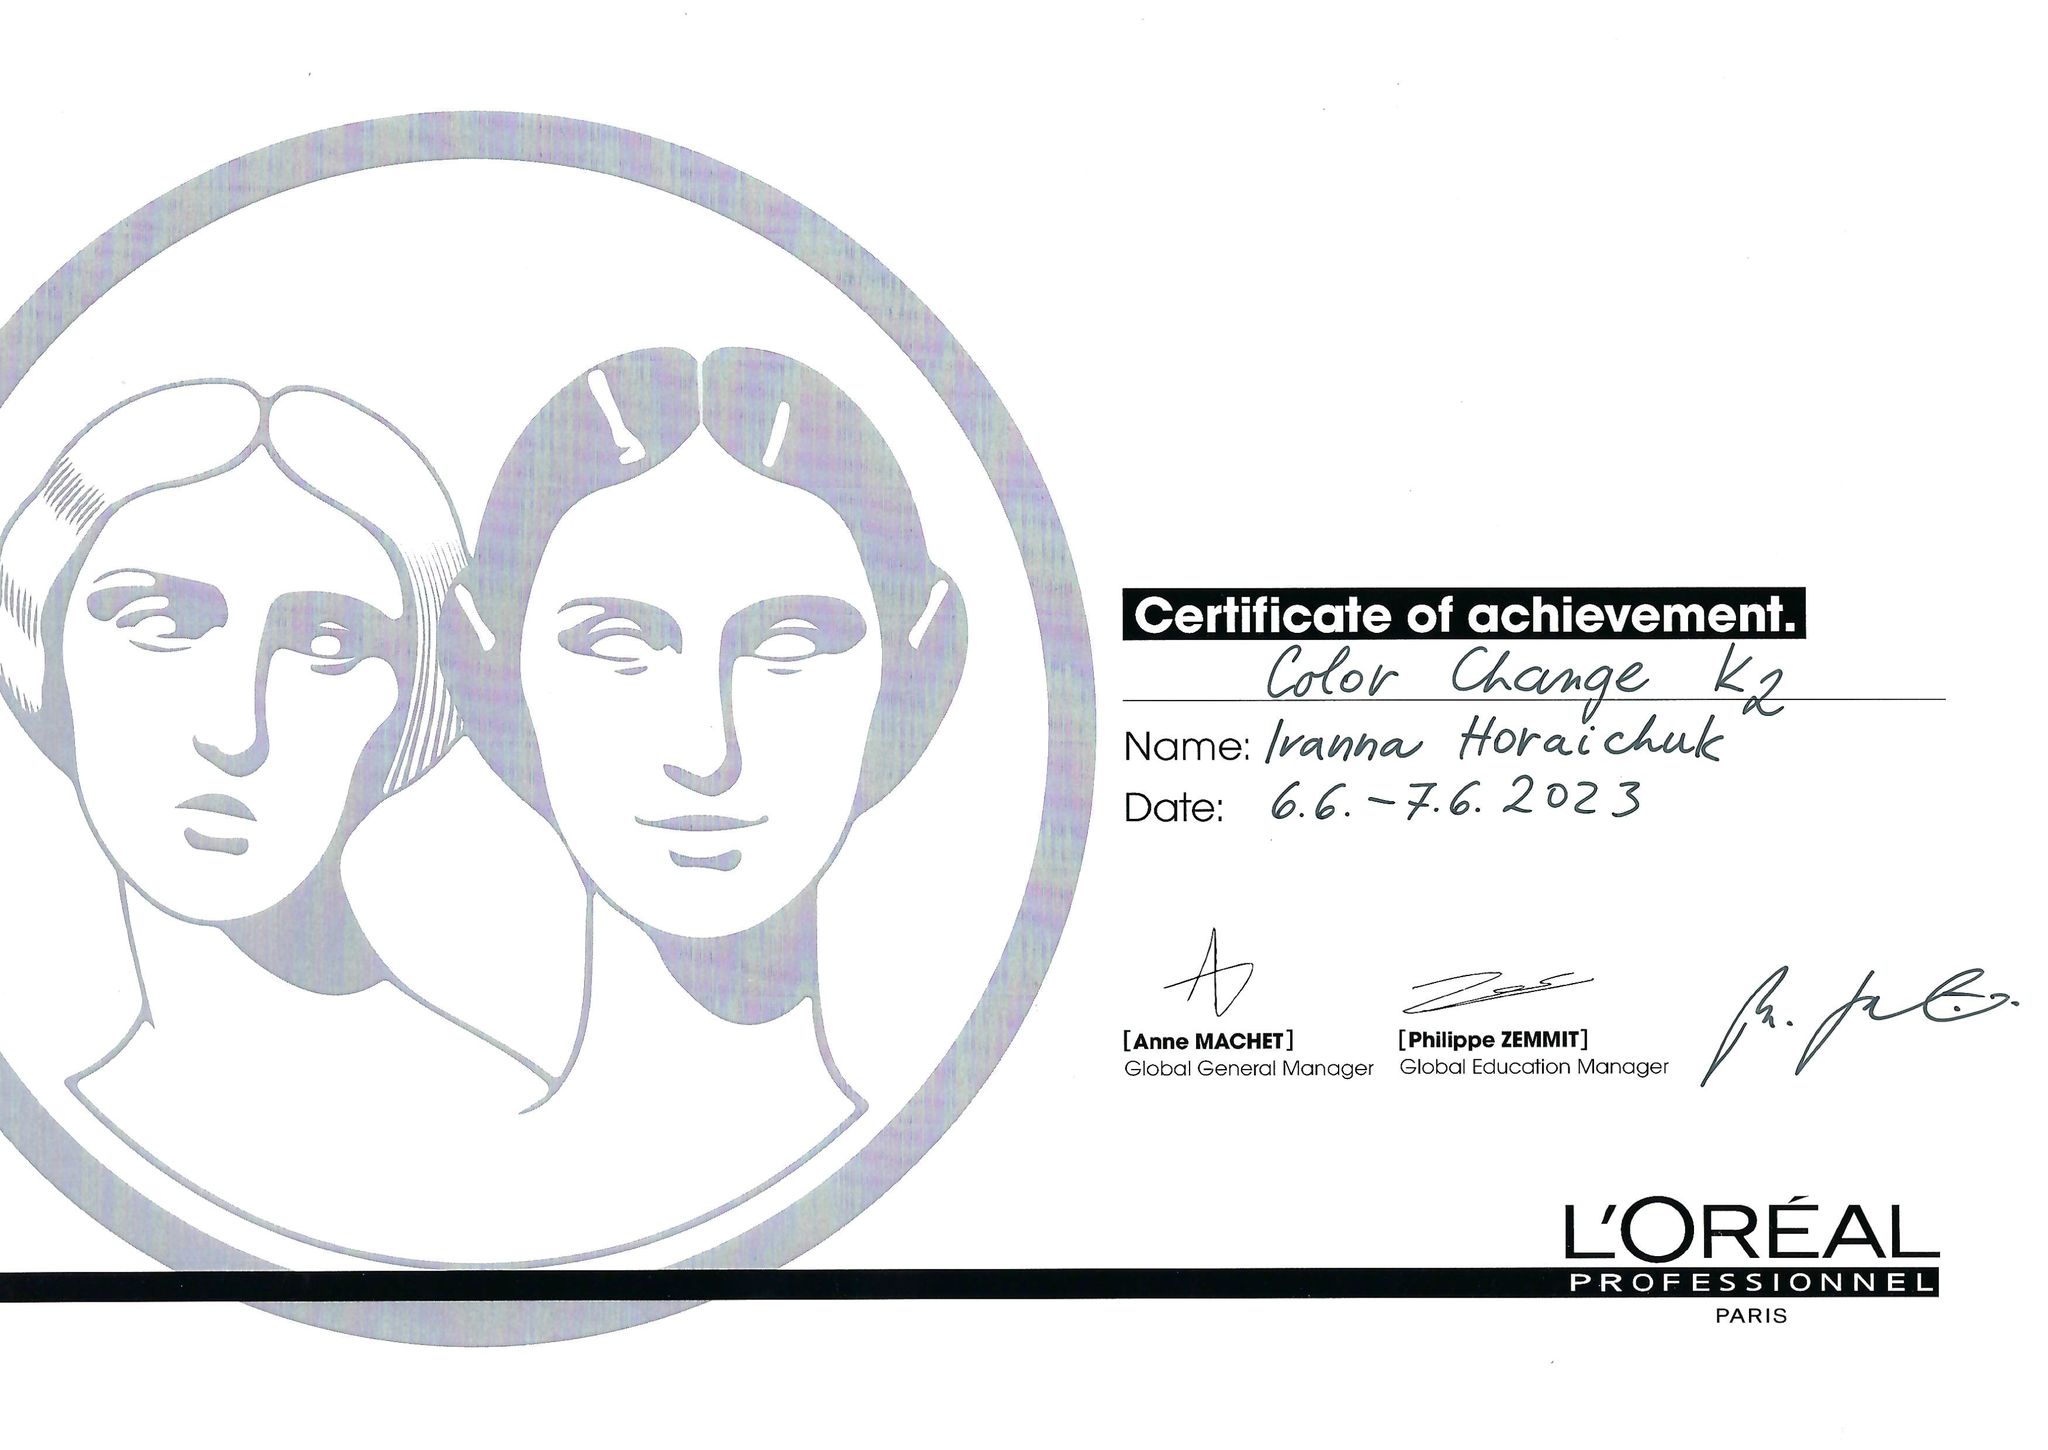 Certificate of achievement.
Color Change K2
Name: Ivanna Horaichuk
Date: 6.6. – 7.6. 2023
[Anne MACHET]
Global General Manager
[Philippe ZEMMIT]
Global Education Manager
L'ORÉAL
PROFESSIONNEL
PARIS